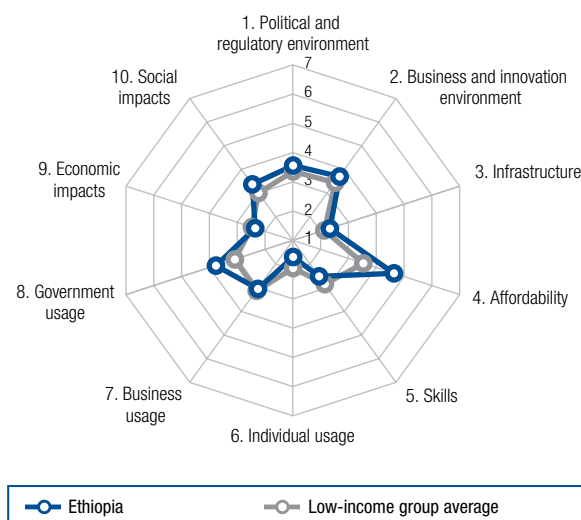 1. Political and
regulatory environment
2. Business and innovation
environment
3. Infrastructure
4. Affordability
5. Skills
6. Individual usage
7. Business
usage
8. Government
usage
9. Economic
impacts
10. Social
impacts
7
6
5
4
3
2
1
Ethiopia
Low-income group average